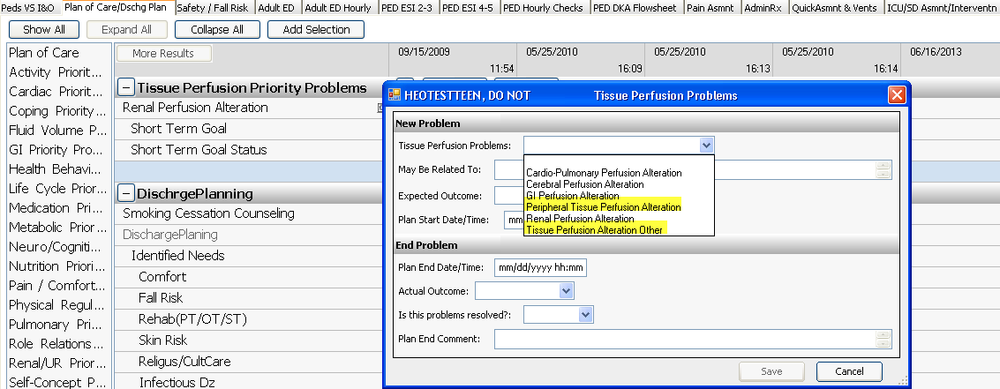 Peds VS I&O Plan of Care/Dschg Plan Safety / Fall Risk Adult ED Adult ED Hourly PED ESI 2-3 PED ESI 4-5 PED Hourly Checks PED DKA Flowsheet Pain Asmnt AdminRx QuickAsmnt & Vents ICU/SD Asmnt/Interventn
Show All Expand All Collapse All Add Selection
Plan of Care
Activity Priorit...
Cardiac Priorit...
Coping Priority...
Fluid Volume P...
GI Priority Pro...
Health Behavi...
Life Cycle Prior...
Medication Pri...
Metabolic Prior...
Neuro/Cogniti...
Nutrition Priori...
Pain / Comfort...
Physical Regul...
Pulmonary Pri...
Role Relations...
Renal/UR Prior...
Self-Concept P...
More Results
09/15/2009 05/25/2010 05/25/2010 05/25/2010 06/16/2013
11:54 16:09 16:13 16:14
Tissue Perfusion Priority Problems
Renal Perfusion Alteration
Short Term Goal
Short Term Goal Status
DischrgePlanning
Smoking Cessation Counseling
DischargePlaning
Identified Needs
Comfort
Fall Risk
Rehab(PT/OT/ST)
Skin Risk
Religus/CultCare
Infectious Dz
HEOTESTTEEN, DO NOT Tissue Perfusion Problems
New Problem
Tissue Perfusion Problems:
Cardio-Pulmonary Perfusion Alteration
Cerebral Perfusion Alteration
GI Perfusion Alteration
Peripheral Tissue Perfusion Alteration
Renal Perfusion Alteration
Tissue Perfusion Alteration Other
May Be Related To:
Expected Outcome:
Plan Start Date/Time: mm
End Problem
Plan End Date/Time: mm/dd/yyyy hh:mm
Actual Outcome:
Is this problems resolved?:
Plan End Comment:
Save Cancel